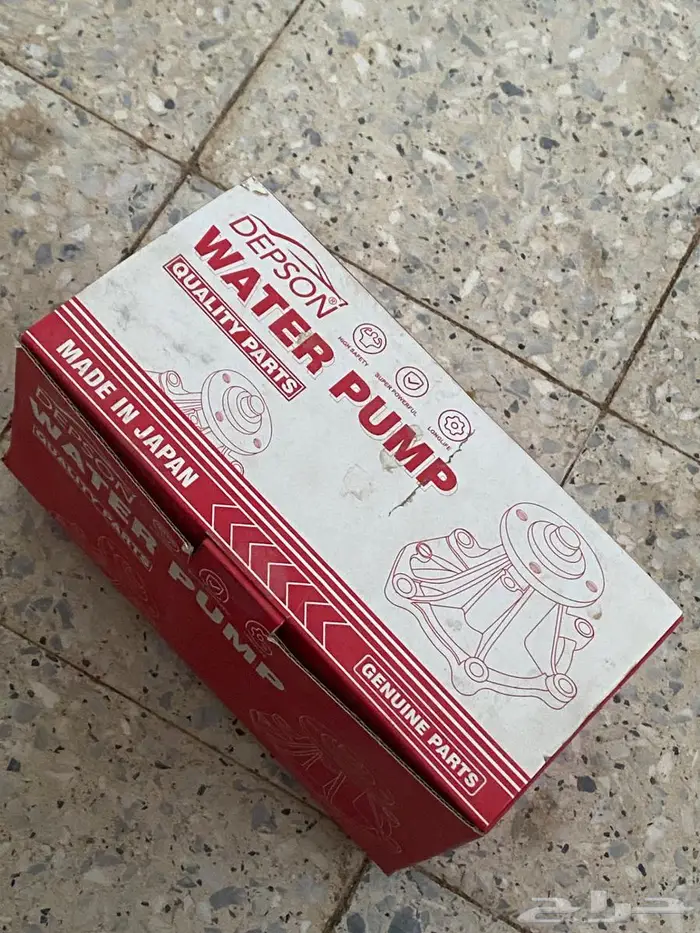 DEPSON®
WATER PUMP
QUALITY PARTS
HIGH SAFETY
SUPER POWERFUL
LONGLIFE
MADE IN JAPAN
GENUINE PARTS
DEPSON
WATER PUMP
QUALITY PARTS
حراج